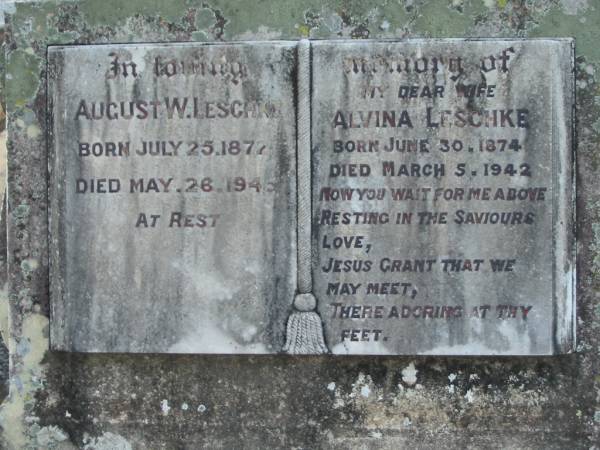 In loving
AUGUST W. LESCHKE
BORN JULY 25. 1877
DIED MAY. 26. 194
AT REST
memory of
MY DEAR WIFE
ALVINA LESCHKE
BORN JUNE 30. 1874
DIED MARCH 5. 1942
NOW YOU WAIT FOR ME ABOVE
RESTING IN THE SAVIOURS
LOVE,
JESUS GRANT THAT WE
MAY MEET,
THERE ADORING AT THY
FEET.